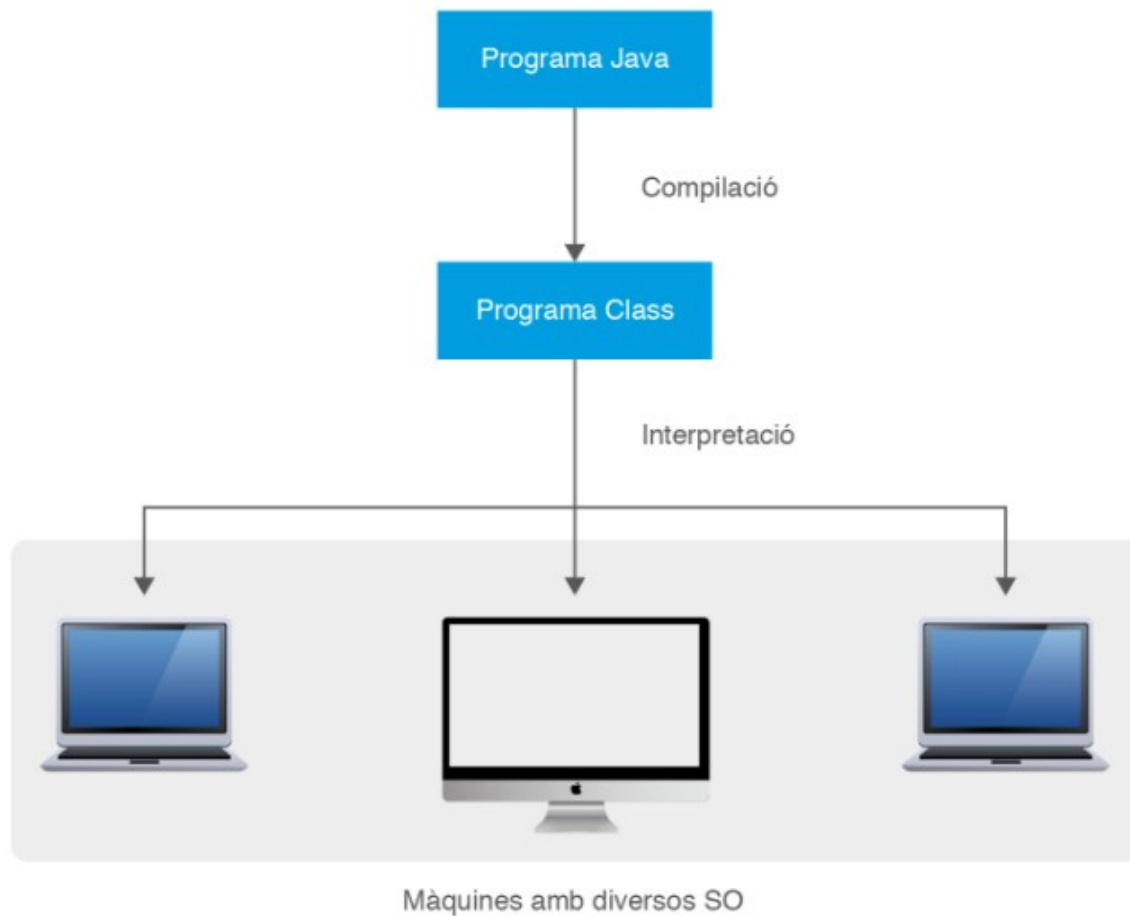 Programa Java
Compilació
Programa Class
Interpretació
Màquines amb diversos SO